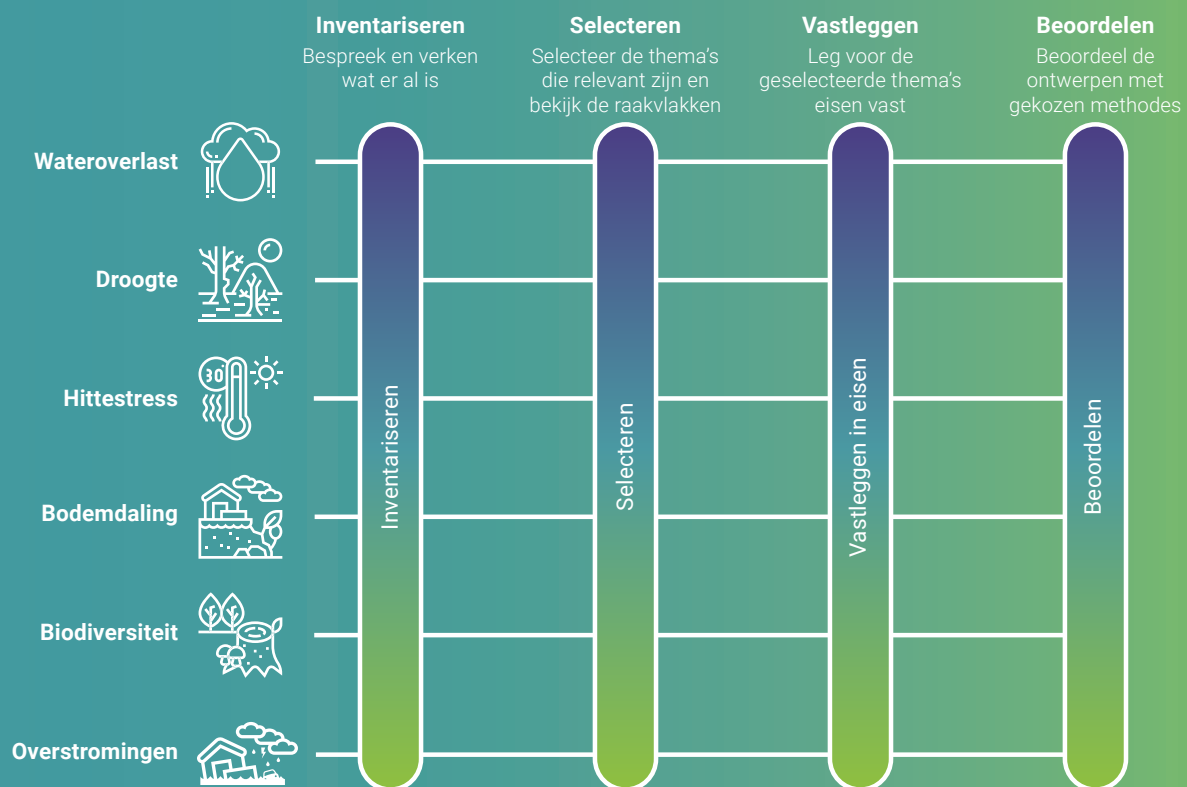 Inventariseren
Bespreek en verken
wat er al is
Selecteren
Selecteer de thema's
die relevant zijn en
bekijk de raakvlakken
Vastleggen
Leg voor de
geselecteerde thema's
eisen vast
Beoordelen
Beoordeel de
ontwerpen met
gekozen methodes
Wateroverlast
Droogte
Hittestress
30
Bodemdaling
Biodiversiteit
Overstromingen
Inventariseren
Selecteren
Vastleggen in eisen
Beoordelen